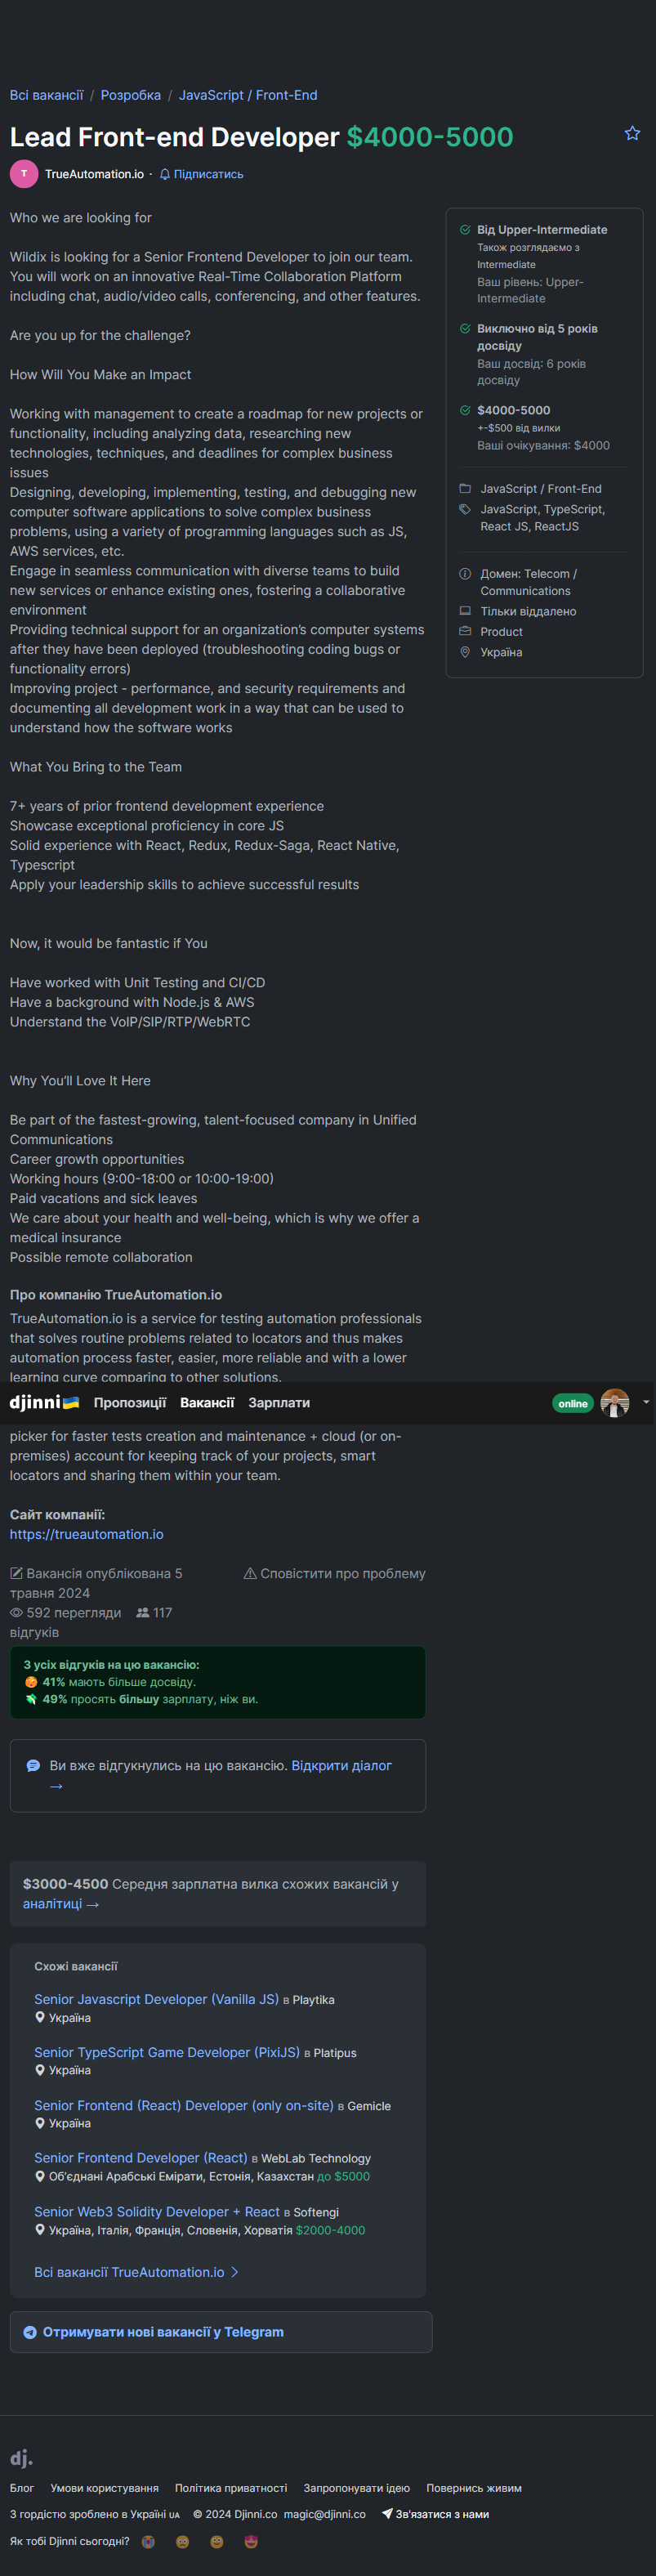 Всі вакансії / Розробка / JavaScript / Front-End
Lead Front-end Developer $4000-5000
T TrueAutomation.io · Підписатись
Who we are looking for
Wildix is looking for a Senior Frontend Developer to join our team.
You will work on an innovative Real-Time Collaboration Platform
including chat, audio/video calls, conferencing, and other features.
Are you up for the challenge?
How Will You Make an Impact
Working with management to create a roadmap for new projects or
functionality, including analyzing data, researching new
technologies, techniques, and deadlines for complex business
issues
Designing, developing, implementing, testing, and debugging new
computer software applications to solve complex business
problems, using a variety of programming languages such as JS,
AWS services, etc.
Engage in seamless communication with diverse teams to build
new services or enhance existing ones, fostering a collaborative
environment
Providing technical support for an organization’s computer systems
after they have been deployed (troubleshooting coding bugs or
functionality errors)
Improving project - performance, and security requirements and
documenting all development work in a way that can be used to
understand how the software works
What You Bring to the Team
7+ years of prior frontend development experience
Showcase exceptional proficiency in core JS
Solid experience with React, Redux, Redux-Saga, React Native,
Typescript
Apply your leadership skills to achieve successful results
Now, it would be fantastic if You
Have worked with Unit Testing and CI/CD
Have a background with Node.js & AWS
Understand the VoIP/SIP/RTP/WebRTC
Why You’ll Love It Here
Be part of the fastest-growing, talent-focused company in Unified
Communications
Career growth opportunities
Working hours (9:00-18:00 or 10:00-19:00)
Paid vacations and sick leaves
We care about your health and well-being, which is why we offer a
medical insurance
Possible remote collaboration
Від Upper-Intermediate
Також розглядаємо з
Intermediate
Ваш рівень: Upper-
Intermediate
Виключно від 5 років
досвіду
Ваш досвід: 6 років
досвіду
$4000-5000
+-$500 від вилки
Ваші очікування: $4000
JavaScript / Front-End
JavaScript, TypeScript,
React JS, ReactJS
Домен: Telecom /
Communications
Тільки віддалено
Product
Україна
Про компанію TrueAutomation.io
TrueAutomation.io is a service for testing automation professionals
that solves routine problems related to locators and thus makes
automation process faster, easier, more reliable and with a lower
learning curve comparing to other solutions.
djinni Пропозиції Вакансії Зарплати online
picker for faster tests creation and maintenance + cloud (or on-
premises) account for keeping track of your projects, smart
locators and sharing them within your team.
Сайт компанії:
https://trueautomation.io
Вакансія опублікована 5
травня 2024
592 перегляди 117
відгуків
Сповістити про проблему
З усіх відгуків на цю вакансію:
41% мають більше досвіду.
49% просять більшу зарплату, ніж ви.
Ви вже відгукнулись на цю вакансію. Відкрити діалог
→
$3000-4500 Середня зарплатна вилка схожих вакансій у
аналітиці →
Схожі вакансії
Senior Javascript Developer (Vanilla JS) в Playtika
Україна
Senior TypeScript Game Developer (PixiJS) в Platipus
Україна
Senior Frontend (React) Developer (only on-site) в Gemicle
Україна
Senior Frontend Developer (React) в WebLab Technology
Обʼєднані Арабські Емірати, Естонія, Казахстан до $5000
Senior Web3 Solidity Developer + React в Softengi
Україна, Італія, Франція, Словенія, Хорватія $2000-4000
Всі вакансії TrueAutomation.io
Отримувати нові вакансії у Telegram
dj.
Блог Умови користування Політика приватності Запропонувати ідею Повернись живим
З гордістю зроблено в Україні UA © 2024 Djinni.co magic@djinni.co Зв'язатися з нами
Як тобі Djinni сьогодні?